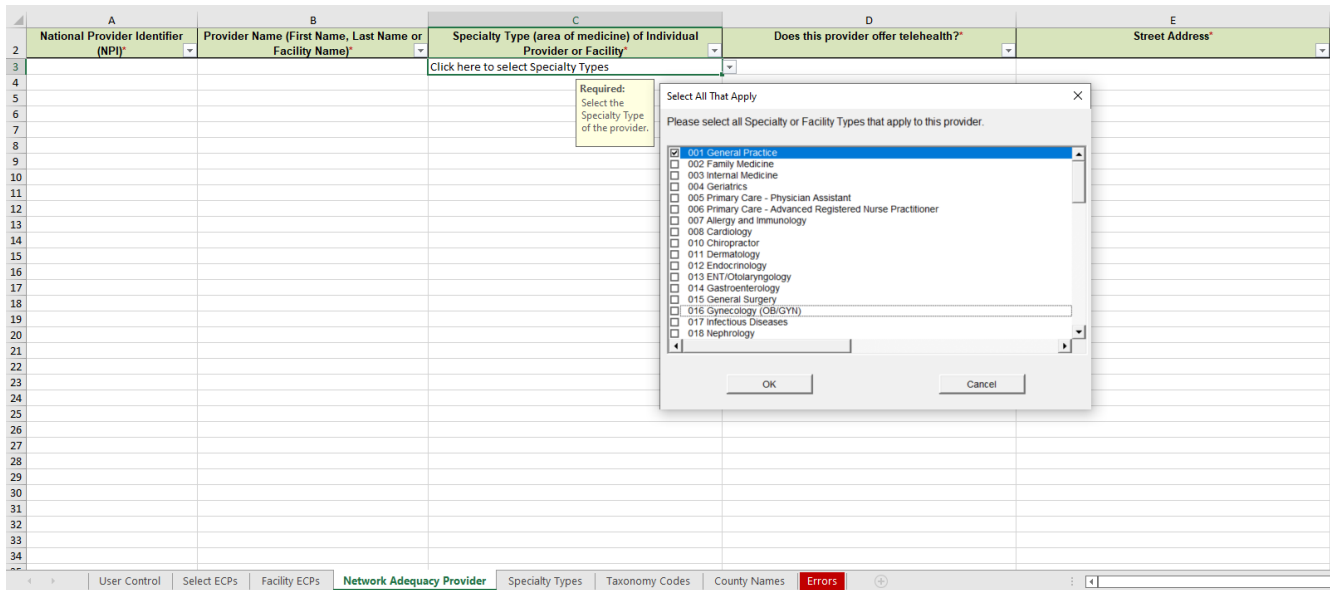 A B C D E
National Provider Identifier (NPI)*
Provider Name (First Name, Last Name or Facility Name)*
Specialty Type (area of medicine) of Individual Provider or Facility*
Does this provider offer telehealth?*
Street Address*
2
3 Click here to select Specialty Types
4
5
6
7
8
9
10
11
12
13
14
15
16
17
18
19
20
21
22
23
24
25
26
27
28
29
30
31
32
33
34
Required:
Select the
Specialty Type
of the provider.
Select All That Apply
Please select all Specialty or Facility Types that apply to this provider.
001 General Practice
002 Family Medicine
003 Internal Medicine
004 Geriatrics
005 Primary Care - Physician Assistant
006 Primary Care - Advanced Registered Nurse Practitioner
007 Allergy and Immunology
008 Cardiology
010 Chiropractor
011 Dermatology
012 Endocrinology
013 ENT/Otolaryngology
014 Gastroenterology
015 General Surgery
016 Gynecology (OB/GYN)
017 Infectious Diseases
018 Nephrology
OK Cancel
User Control Select ECPs Facility ECPs Network Adequacy Provider Specialty Types Taxonomy Codes County Names Errors